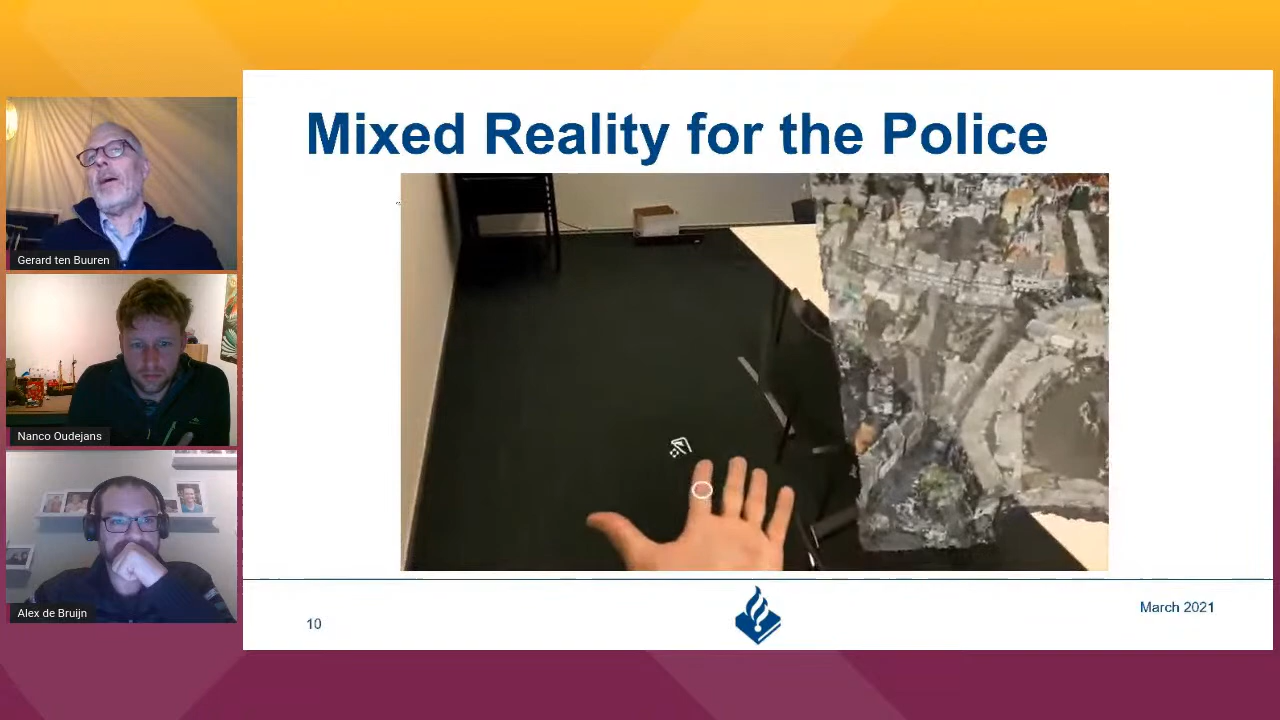 Mixed Reality for the Police
Gerard ten Buuren
Nanco Oudejans
Alex de Bruijn
10
March 2021